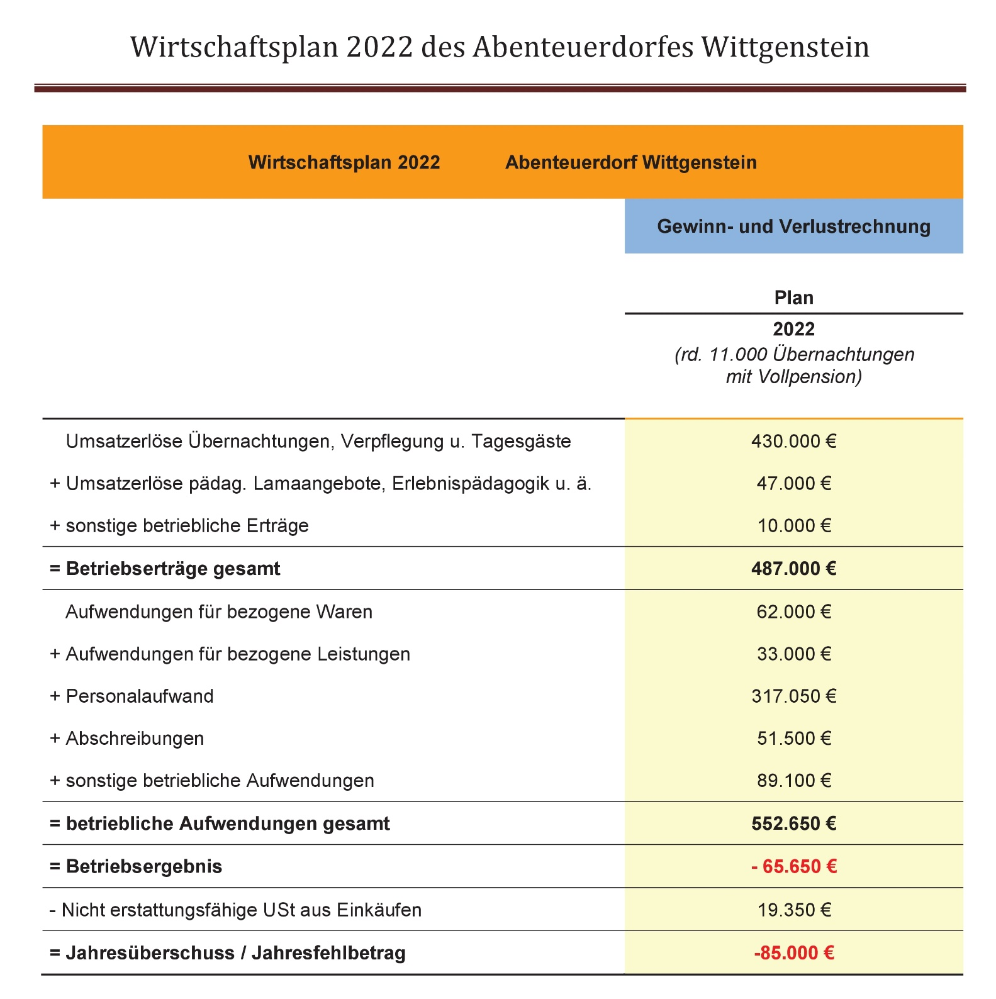 Wirtschaftsplan 2022 des Abenteuerdorfes Wittgenstein
Wirtschaftsplan 2022 Abenteuerdorf Wittgenstein
Gewinn- und Verlustrechnung
Plan
2022
(rd. 11.000 Übernachtungen
mit Vollpension)
Umsatzerlöse Übernachtungen, Verpflegung u. Tagesgäste 430.000 €
+ Umsatzerlöse pädag. Lamaangebote, Erlebnispädagogik u. ä. 47.000 €
+ sonstige betriebliche Erträge 10.000 €
= Betriebserträge gesamt 487.000 €
Aufwendungen für bezogene Waren 62.000 €
+ Aufwendungen für bezogene Leistungen 33.000 €
+ Personalaufwand 317.050 €
+ Abschreibungen 51.500 €
+ sonstige betriebliche Aufwendungen 89.100 €
= betriebliche Aufwendungen gesamt 552.650 €
= Betriebsergebnis - 65.650 €
- Nicht erstattungsfähige USt aus Einkäufen 19.350 €
= Jahresüberschuss / Jahresfehlbetrag -85.000 €